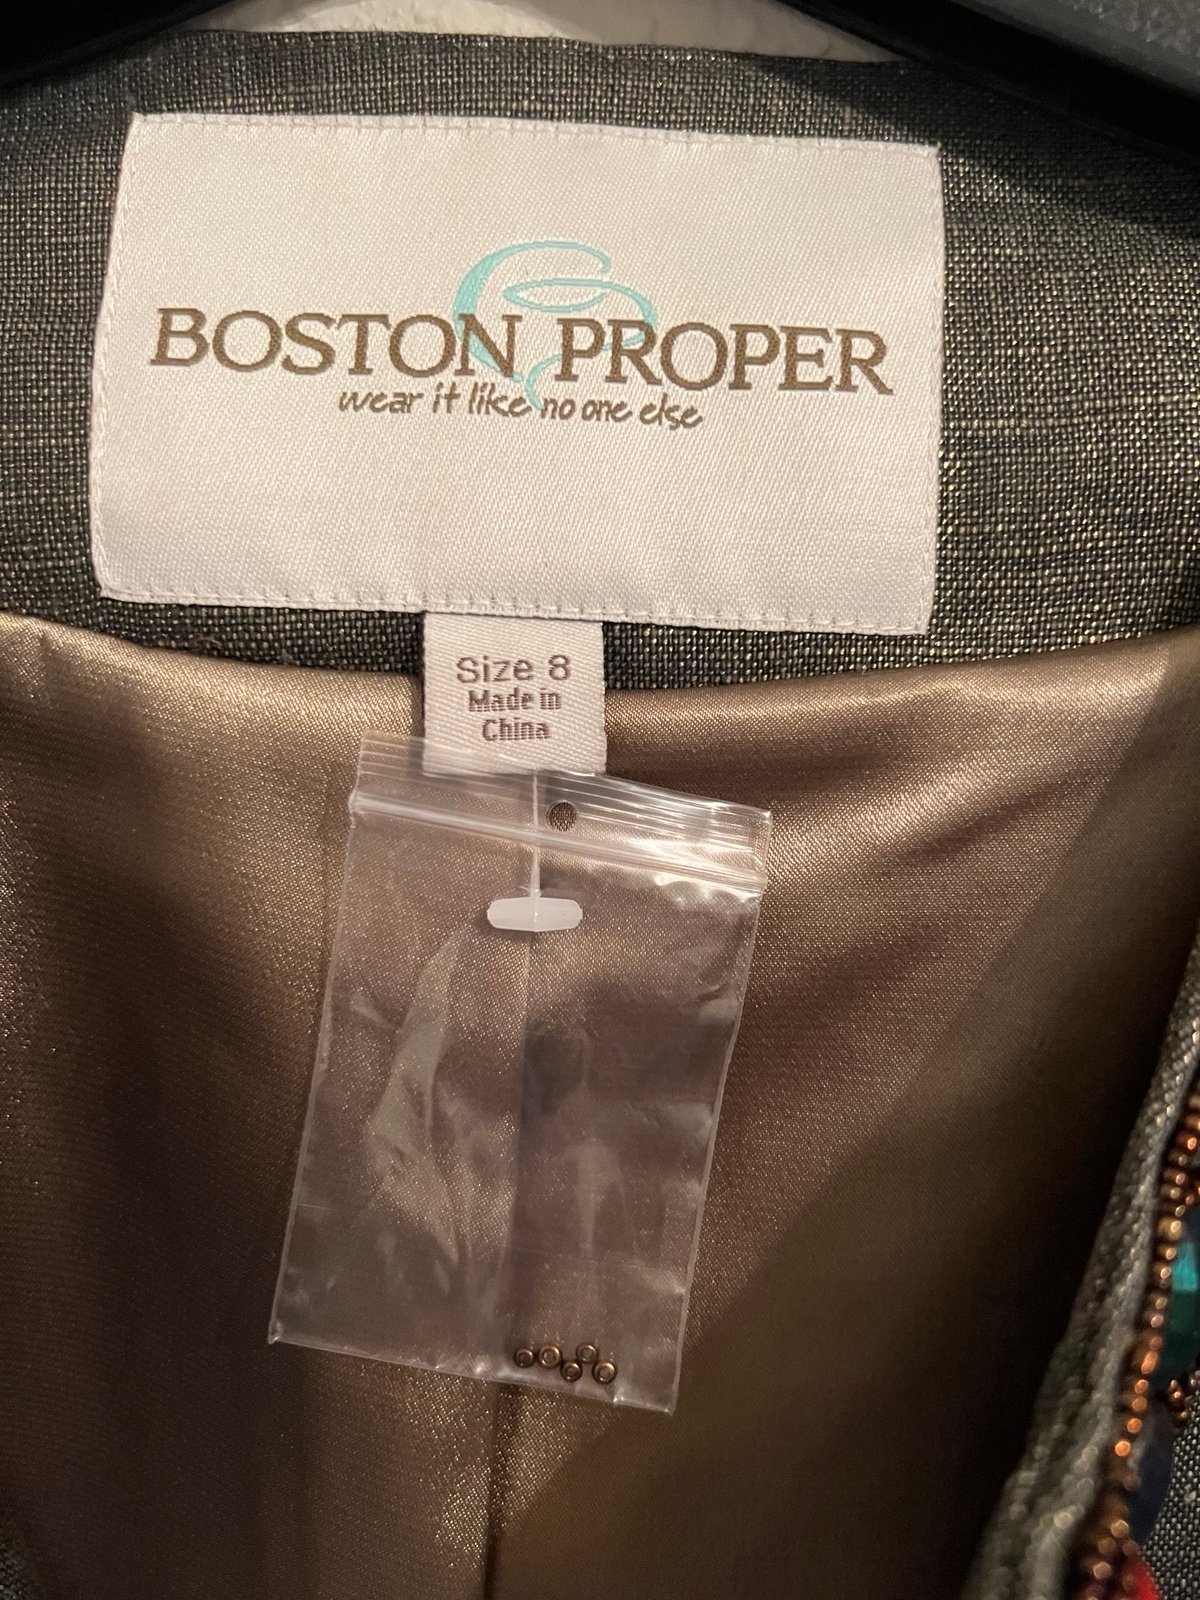 BOSTON PROPER
wear it like no one else
Size 8
Made in
China